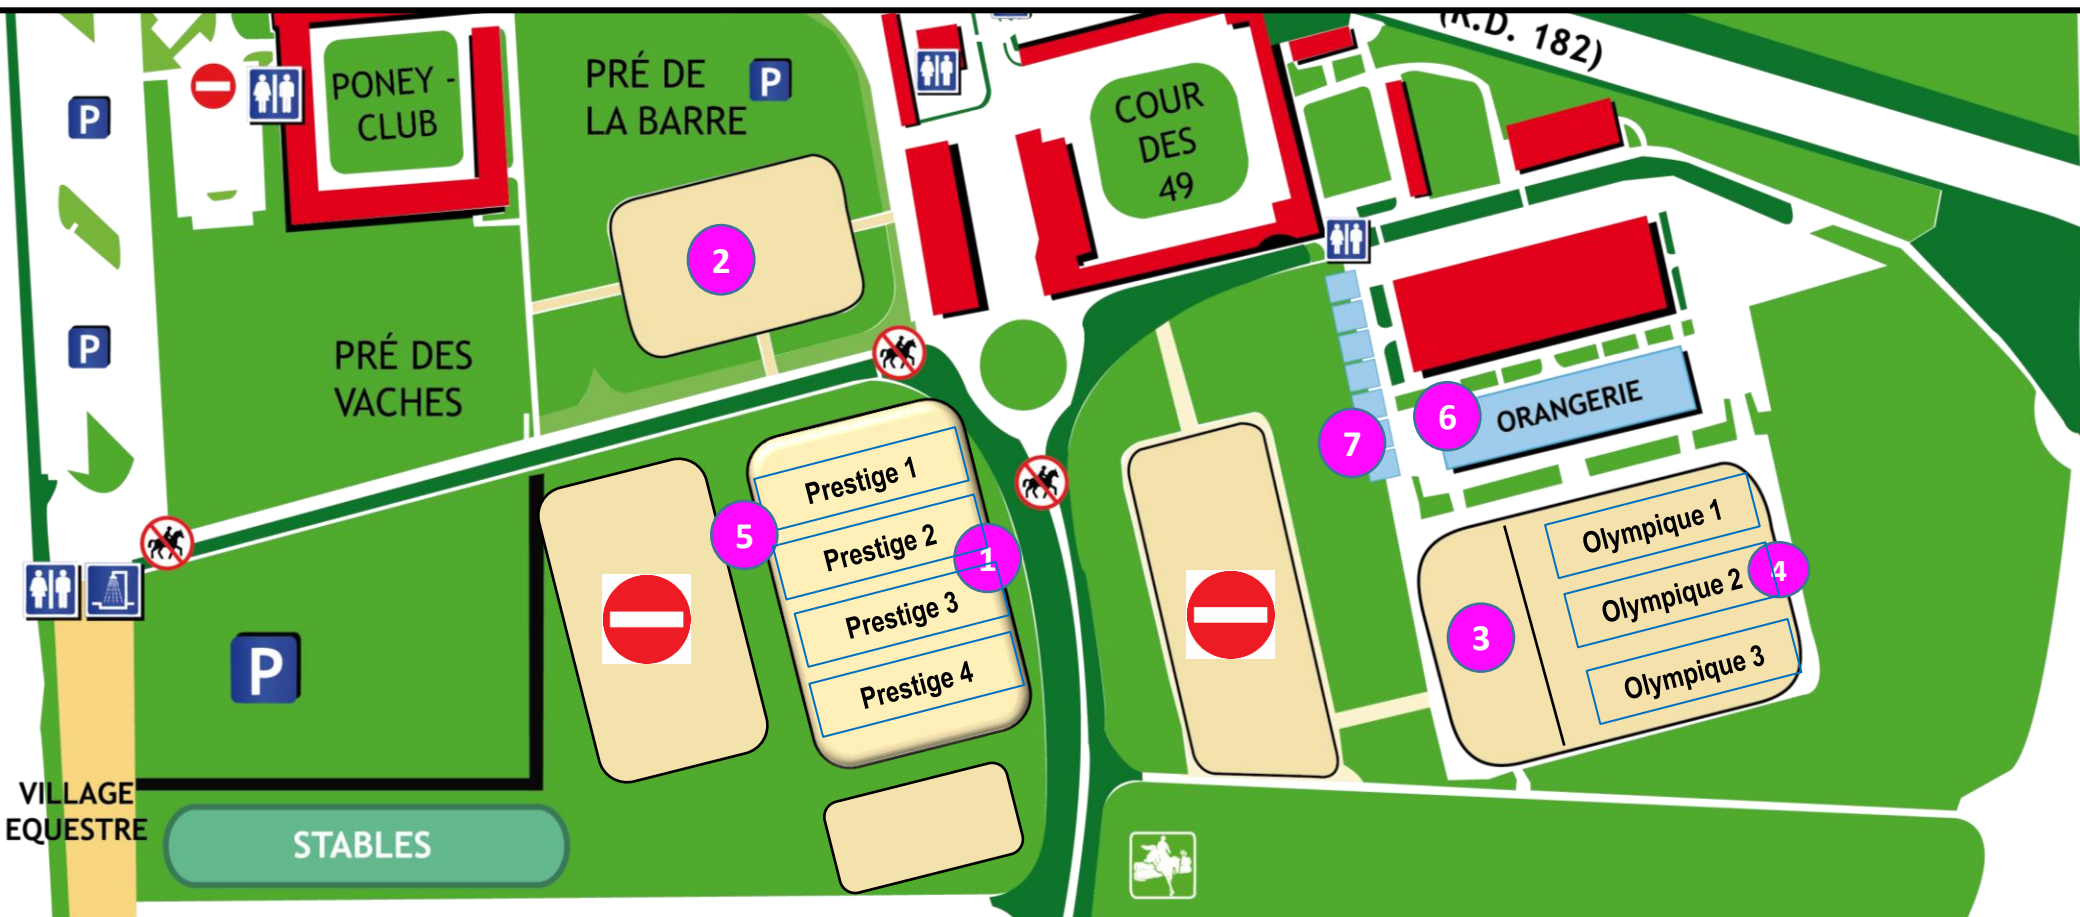 (R.D. 182)
P
PONEY -
CLUB
PRÉ DE
LA BARRE
P
COUR
DES
49
2
P
PRÉ DES
VACHES
6
ORANGERIE
7
Prestige 1
5
Prestige 2
1
Prestige 3
Prestige 4
Olympique 1
Olympique 2
4
3
Olympique 3
P
VILLAGE
EQUESTRE
STABLES